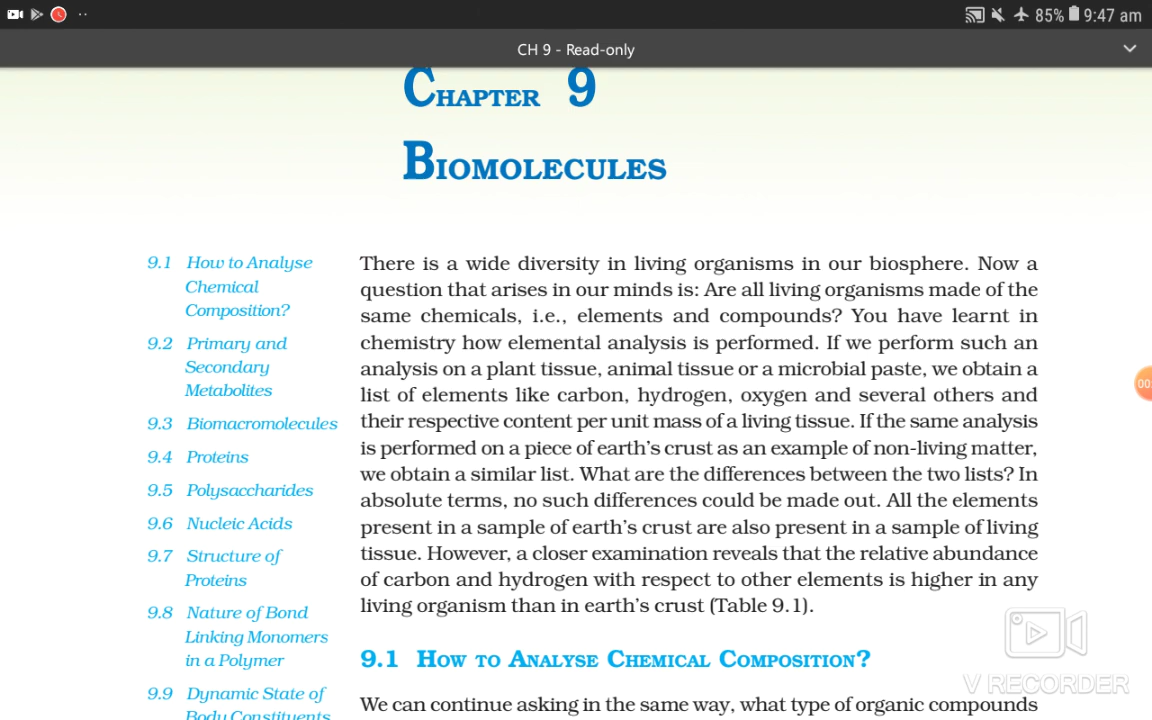 85% 9:47 am
CH 9 - Read-only
CHAPTER 9
BIOMOLECULES
9.1 How to Analyse
Chemical
Composition?
9.2 Primary and
Secondary
Metabolites
9.3 Biomacromolecules
9.4 Proteins
9.5 Polysaccharides
9.6 Nucleic Acids
9.7 Structure of
Proteins
9.8 Nature of Bond
Linking Monomers
in a Polymer
9.9 Dynamic State of
Body Constituents
There is a wide diversity in living organisms in our biosphere. Now a
question that arises in our minds is: Are all living organisms made of the
same chemicals, i.e., elements and compounds? You have learnt in
chemistry how elemental analysis is performed. If we perform such an
analysis on a plant tissue, animal tissue or a microbial paste, we obtain a
list of elements like carbon, hydrogen, oxygen and several others and
their respective content per unit mass of a living tissue. If the same analysis
is performed on a piece of earth's crust as an example of non-living matter,
we obtain a similar list. What are the differences between the two lists? In
absolute terms, no such differences could be made out. All the elements
present in a sample of earth's crust are also present in a sample of living
tissue. However, a closer examination reveals that the relative abundance
of carbon and hydrogen with respect to other elements is higher in any
living organism than in earth's crust (Table 9.1).
9.1 HOW TO ANALYSE CHEMICAL COMPOSITION?
We can continue asking in the same way, what type of organic compounds
00
V RECORDER